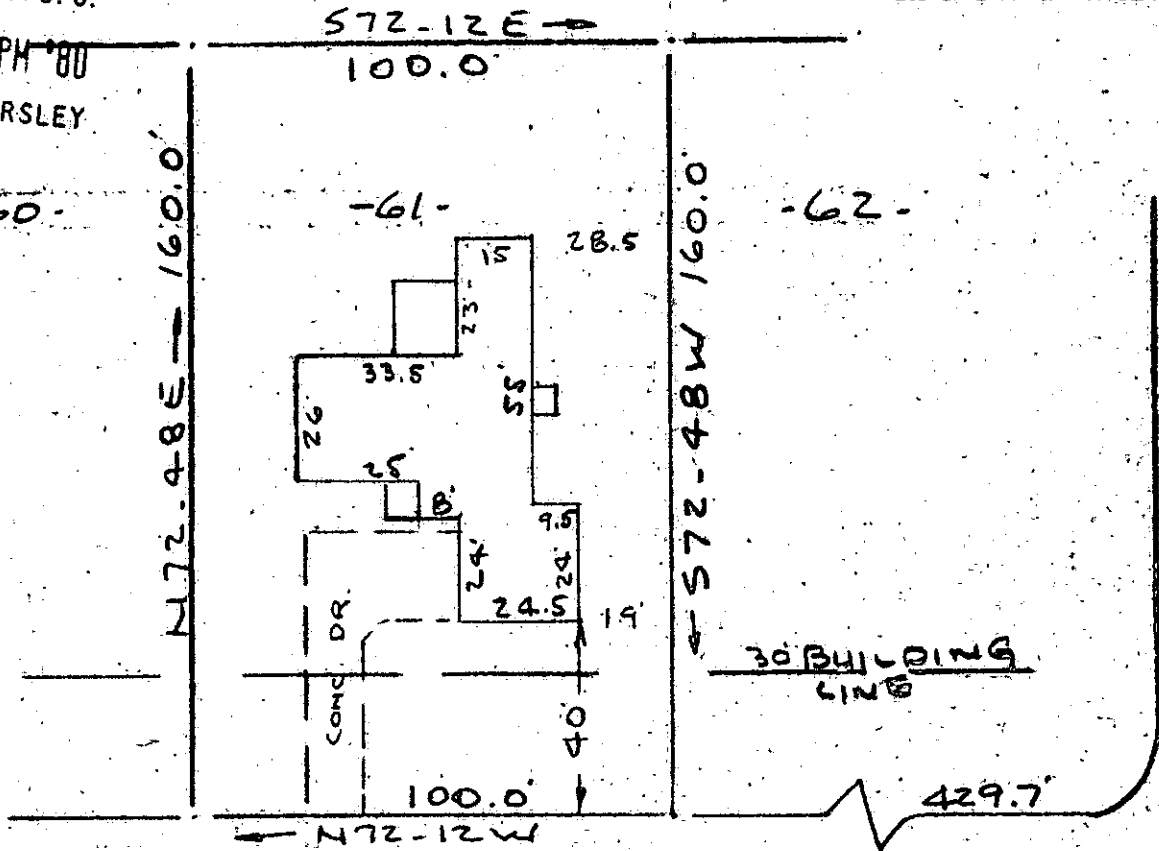 S72-12E
PM '80
100.0'
RSLEY
N72-48E 160.0'
-61-
S72-48W 160.0'
-62-
15
28.5
23'
33.5'
55
26'
25'
8'
9.5
24'
24'
24.5
19'
CONC DR.
30' BUILDING
LINE
40'
100.0'
429.7'
N72-12W